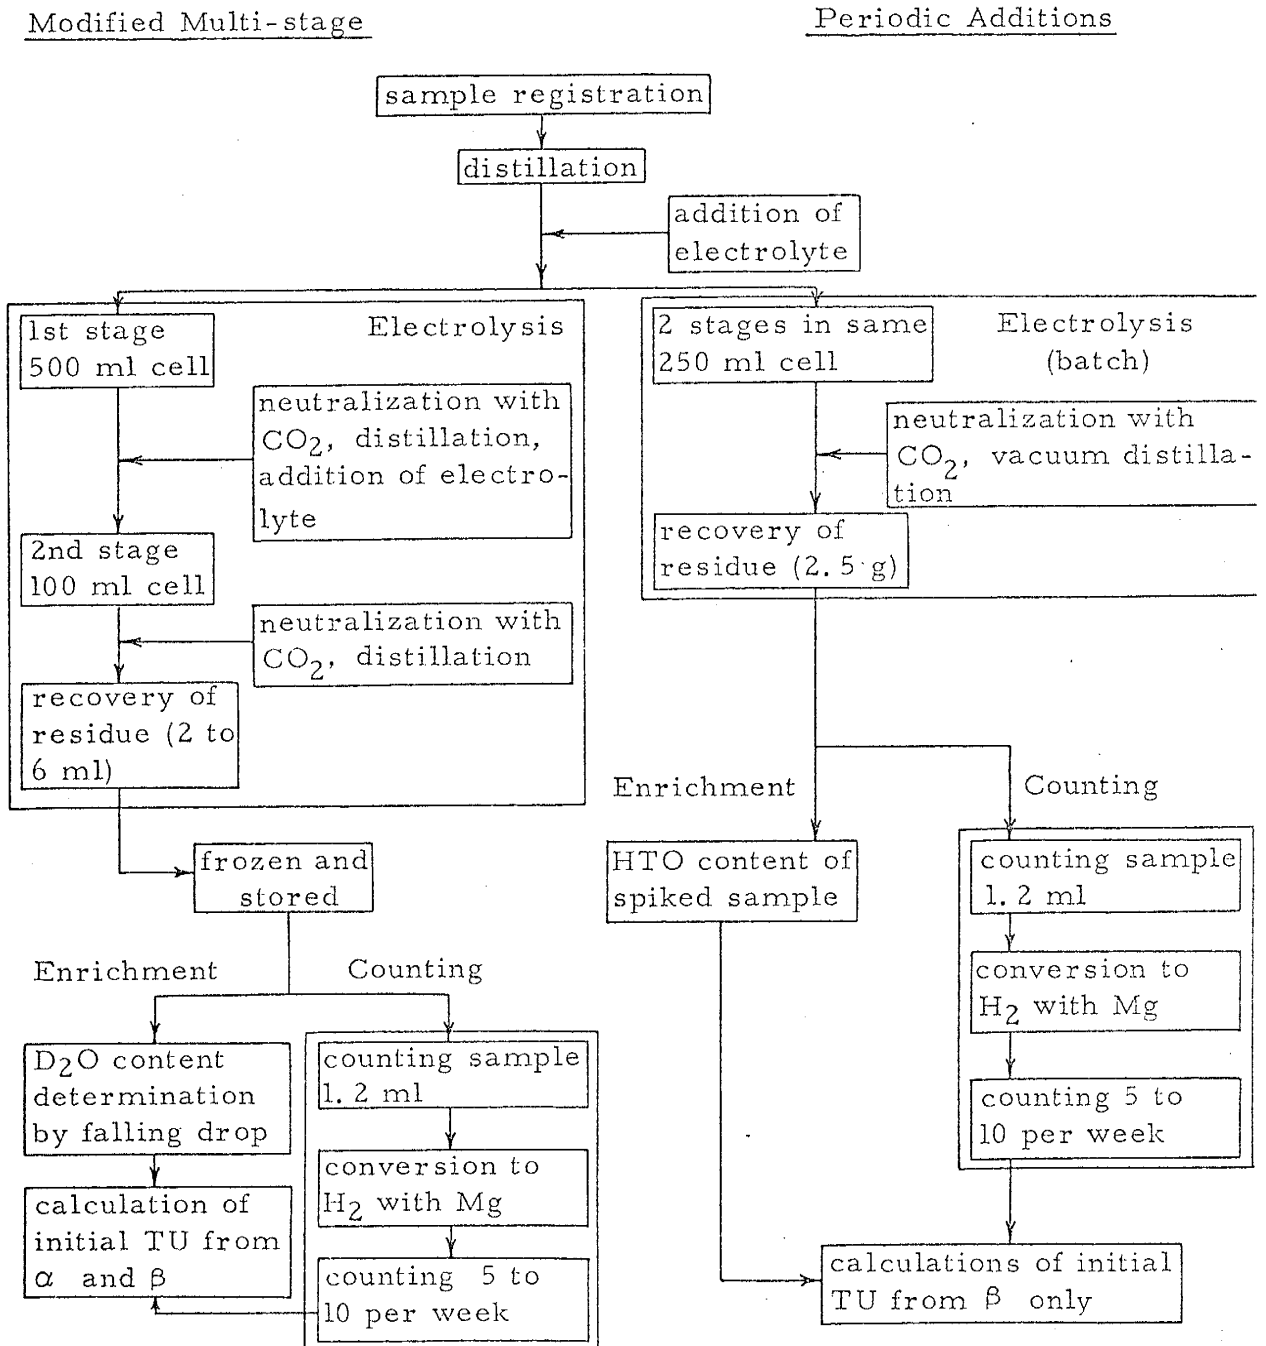 Modified Multi-stage
Periodic Additions
sample registration
distillation
addition of
electrolyte
1st stage
500 ml cell
Electrolysis
neutralization with
CO2, distillation,
addition of electro-
lyte
2nd stage
100 ml cell
neutralization with
CO2, distillation
recovery of
residue (2 to
6 ml)
frozen and
stored
Enrichment
Counting
D2O content
determination
by falling drop
calculation of
initial TU from
α and β
counting sample
1.2 ml
conversion to
H2 with Mg
counting 5 to
10 per week
2 stages in same
250 ml cell
Electrolysis
(batch)
neutralization with
CO2, vacuum distilla-
tion
recovery of
residue (2.5 g)
Enrichment
Counting
HTO content of
spiked sample
counting sample
1.2 ml
conversion to
H2 with Mg
counting 5 to
10 per week
calculations of initial
TU from β only